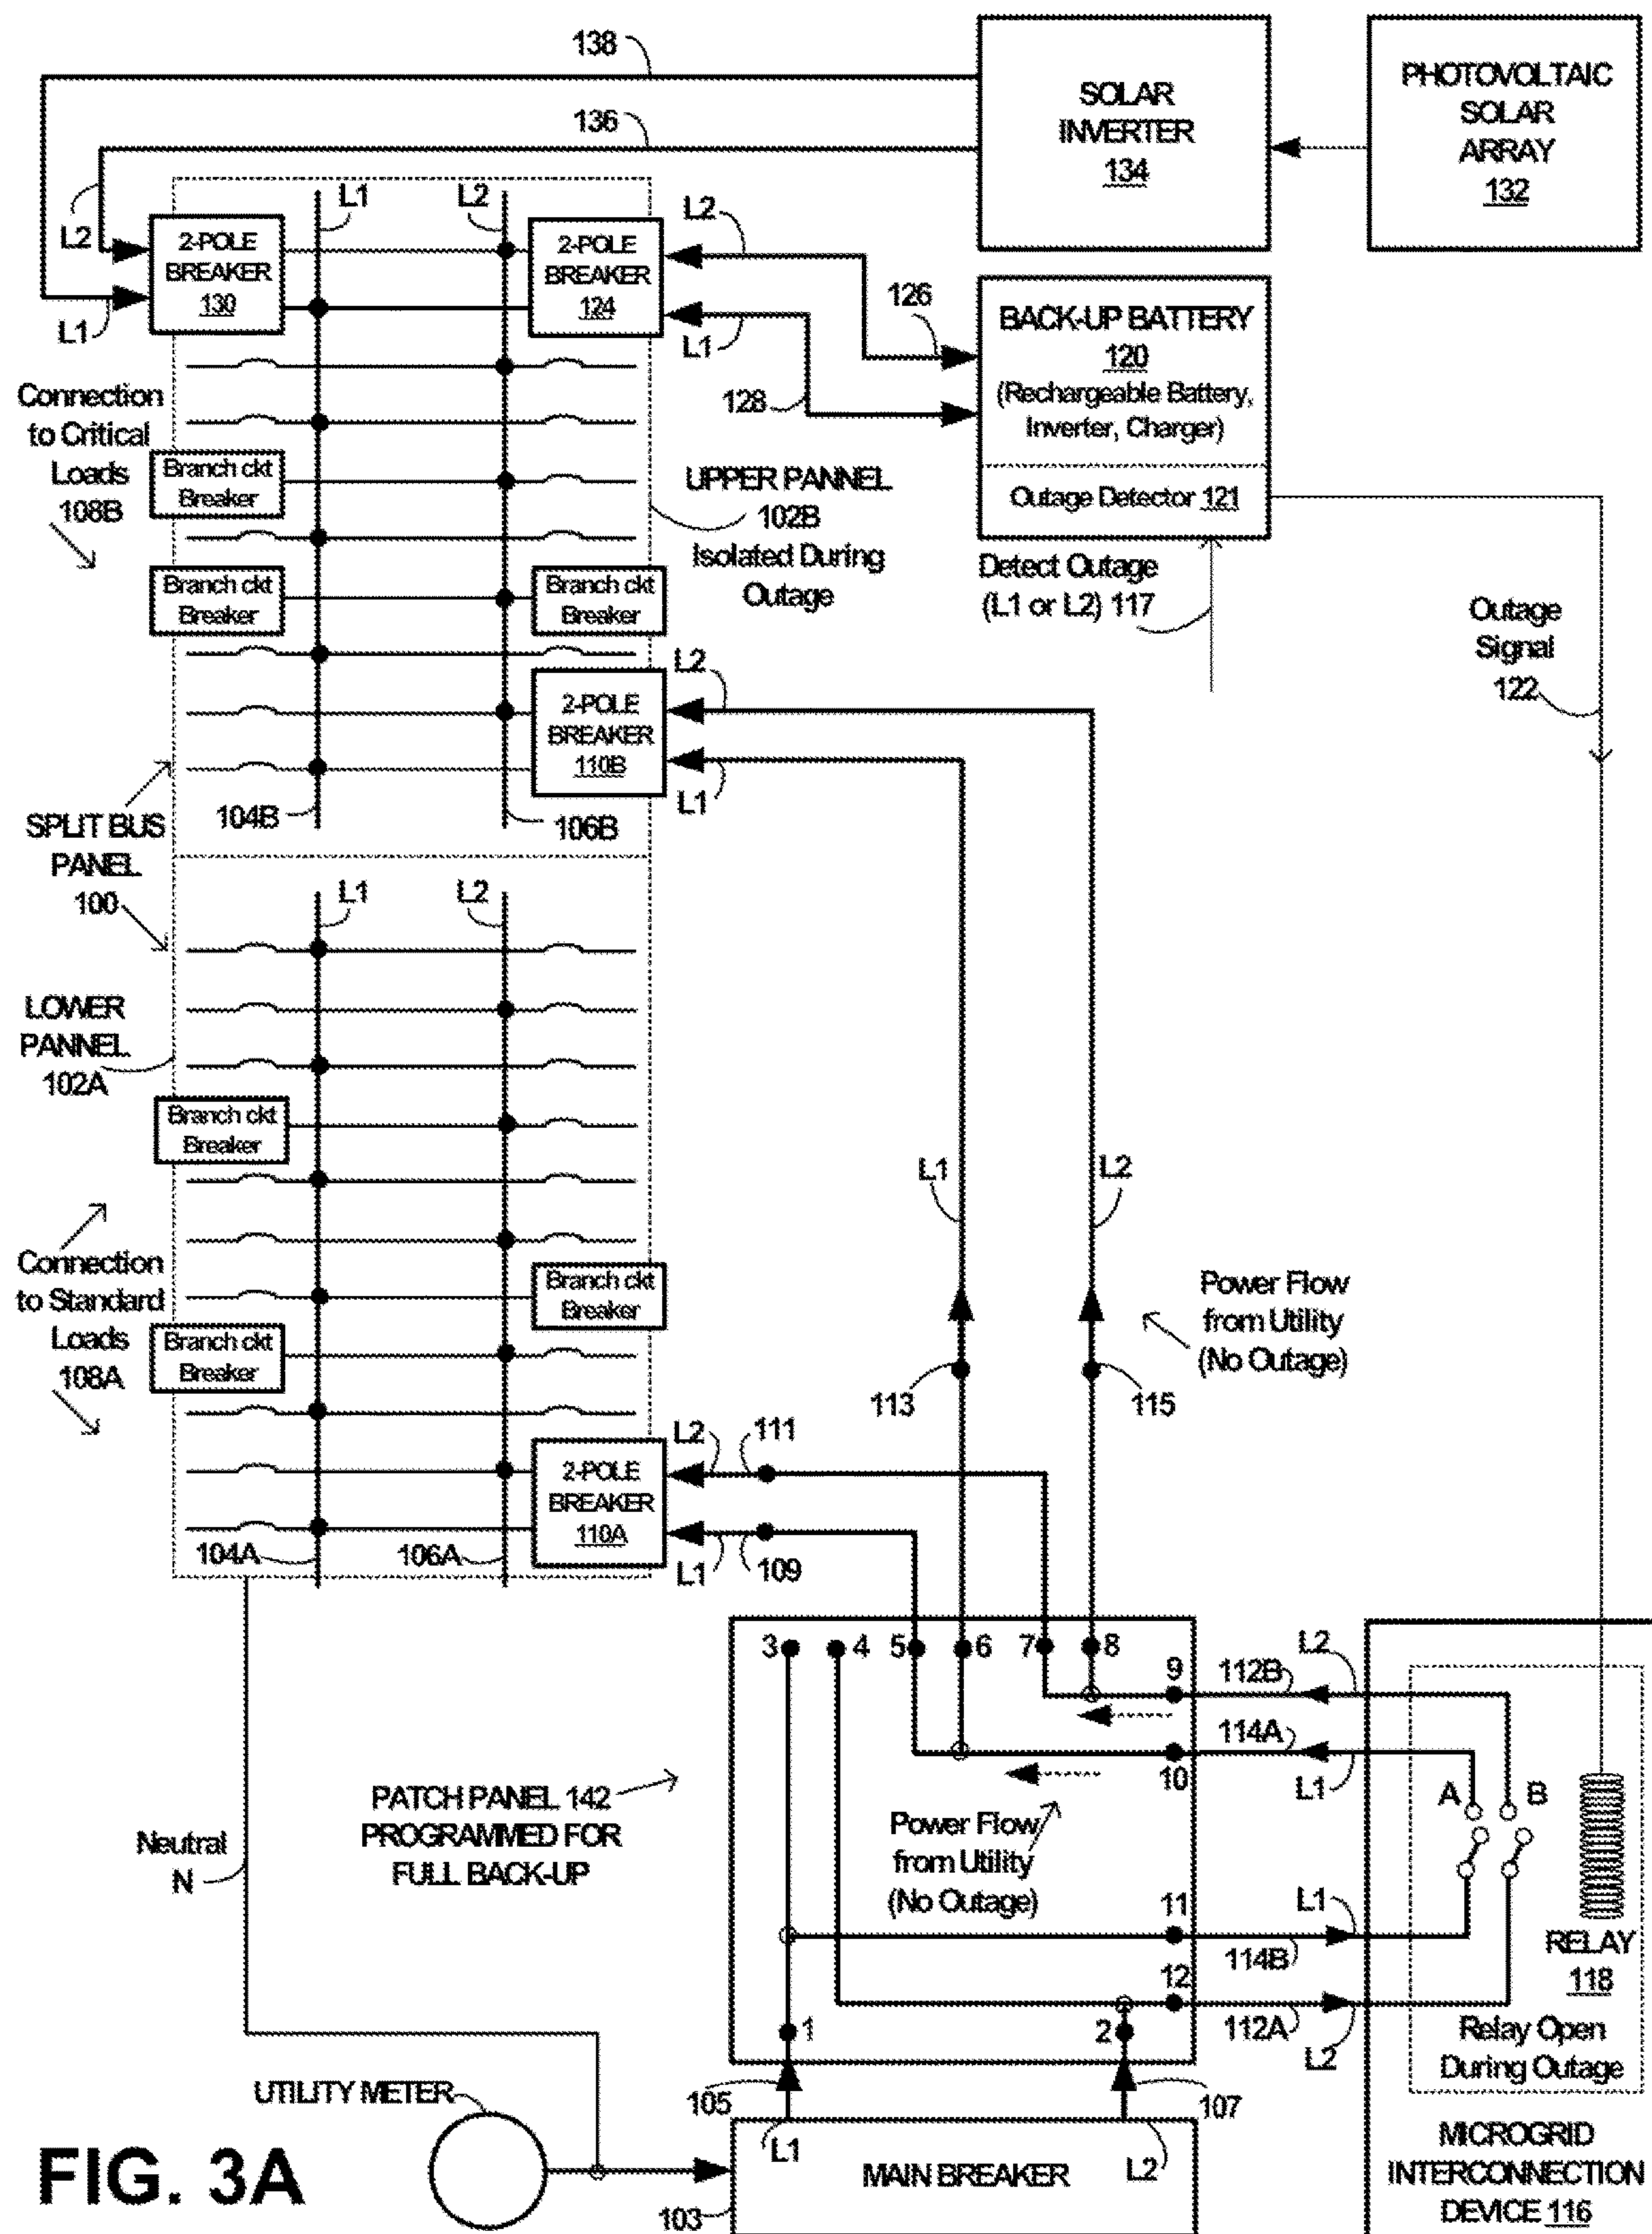 138
136
SOLAR
INVERTER
134
PHOTOVOLTAIC
SOLAR
ARRAY
132
L2
L1
L1
L2
2-POLE
BREAKER
130
2-POLE
BREAKER
124
L2
L1
126
128
BACK-UP BATTERY
120
(Rechargeable Battery,
Inverter, Charger)
Outage Detector 121
Connection
to Critical
Loads
108B
Branch ckt
Breaker
Branch ckt
Breaker
Branch ckt
Breaker
UPPER PANNEL
102B
Isolated During
Outage
Detect Outage
(L1 or L2) 117
Outage
Signal
122
2-POLE
BREAKER
110B
L2
L1
104B
106B
SPLIT BUS
PANEL
100
L1
L2
LOWER
PANNEL
102A
Branch ckt
Breaker
Connection
to Standard
Loads
108A
Branch ckt
Breaker
Branch ckt
Breaker
L1
L2
Power Flow
from Utility
(No Outage)
113
115
2-POLE
BREAKER
110A
L2
111
L1
109
104A
106A
3
4
5
6
7
8
9
10
11
12
1
2
112B
L2
114A
L1
A
B
L1
114B
112A
L2
RELAY
118
Relay Open
During Outage
PATCH PANEL 142
PROGRAMMED FOR
FULL BACK-UP
Power Flow
from Utility
(No Outage)
Neutral
N
UTILITY METER
105
107
L1
L2
MAIN BREAKER
103
MICROGRID
INTERCONNECTION
DEVICE 116
FIG. 3A